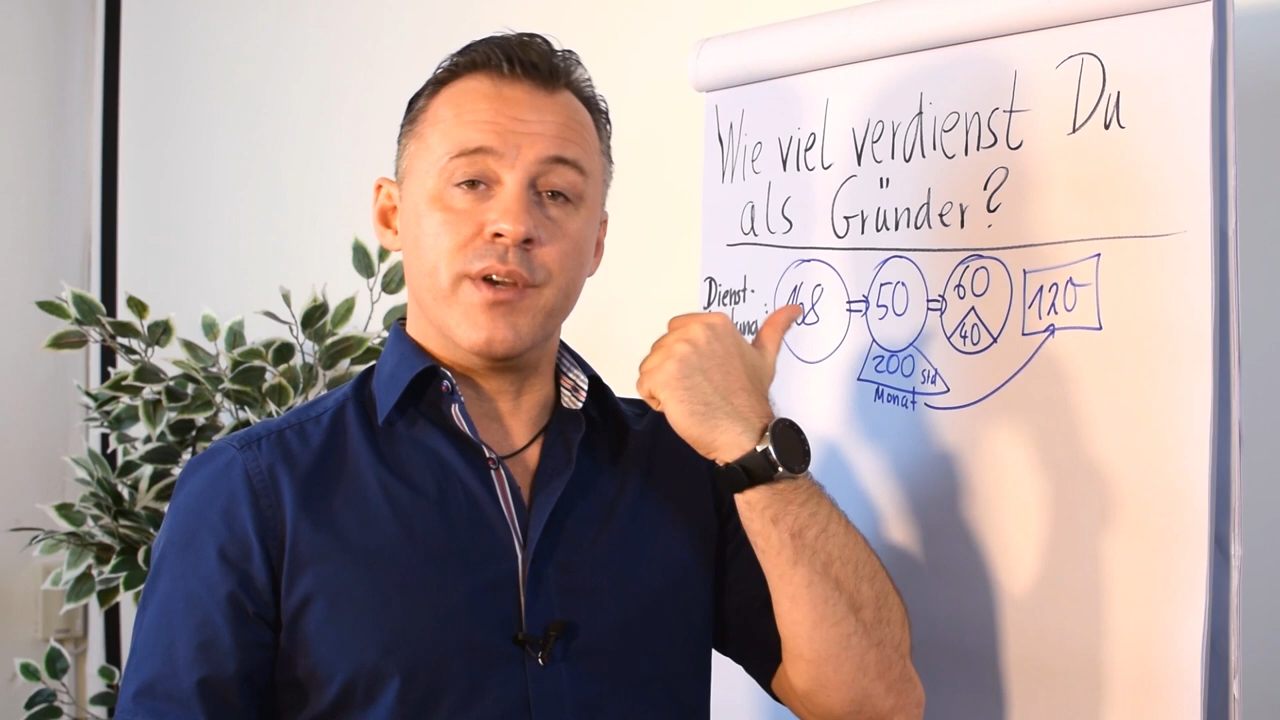 Wie viel verdienst Du
als Gründer?
Dienst-
168 ⇒ 50 ⇒ 60 120
40
200 Std
Monat